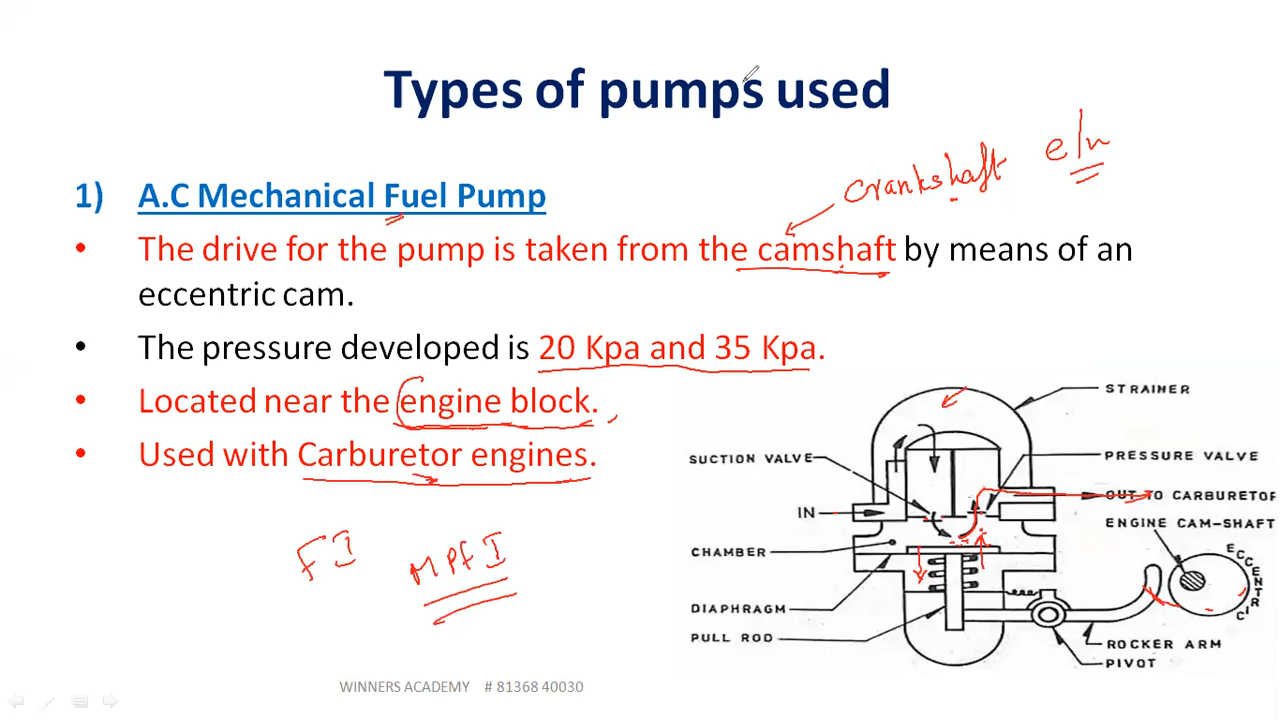 Types of pumps used
crankshaft e/n
1) A.C Mechanical Fuel Pump
• The drive for the pump is taken from the camshaft by means of an
eccentric cam.
• The pressure developed is 20 Kpa and 35 Kpa.
• Located near the engine block.
• Used with Carburetor engines.
FI MPFI
STRAINER
SUCTION VALVE
PRESSURE VALVE
OUT TO CARBURETOR
IN
ENGINE CAM-SHAFT
CHAMBER
ECCENTRIC
DIAPHRAGM
PULL ROD
ROCKER ARM
PIVOT
WINNERS ACADEMY # 81368 40030